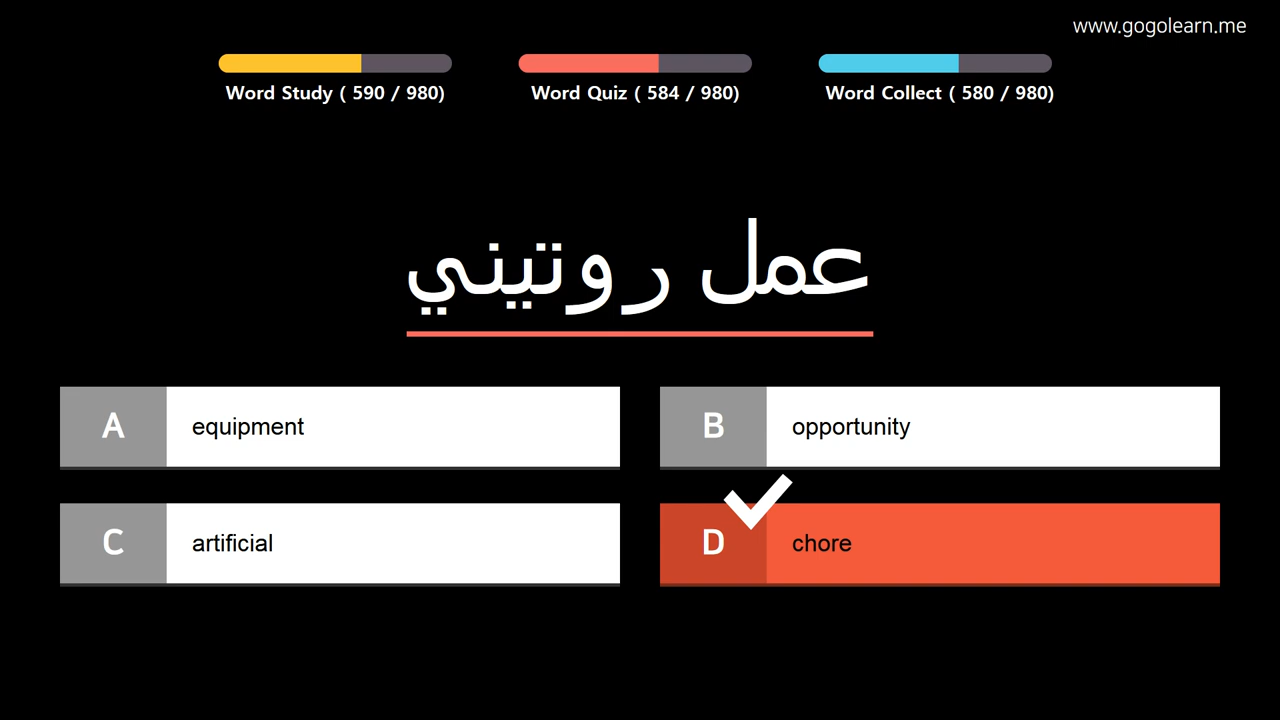 www.gogolearn.me
Word Study ( 590 / 980)
Word Quiz ( 584 / 980)
Word Collect ( 580 / 980)
عمل روتيني
A equipment
B opportunity
C artificial
D chore